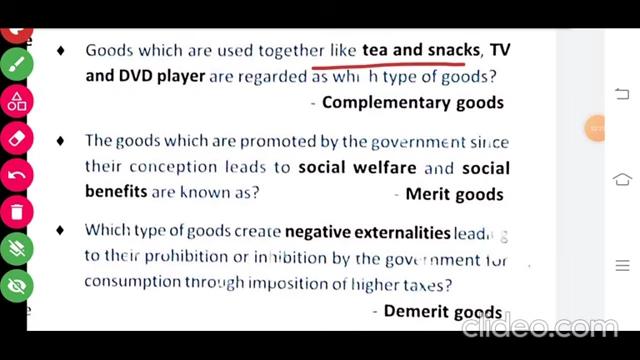 Goods which are used together like tea and snacks, TV
and DVD player are regarded as whi h type of goods?
- Complementary goods
The goods which are promoted by the government since
their conception leads to social welfare and social
benefits are known as?
- Merit goods
Which type of goods create negative externalities leading
to their prohibition or inhibition by the government for
consumption through imposition of higher taxes?
- Demerit goods
clideo.com